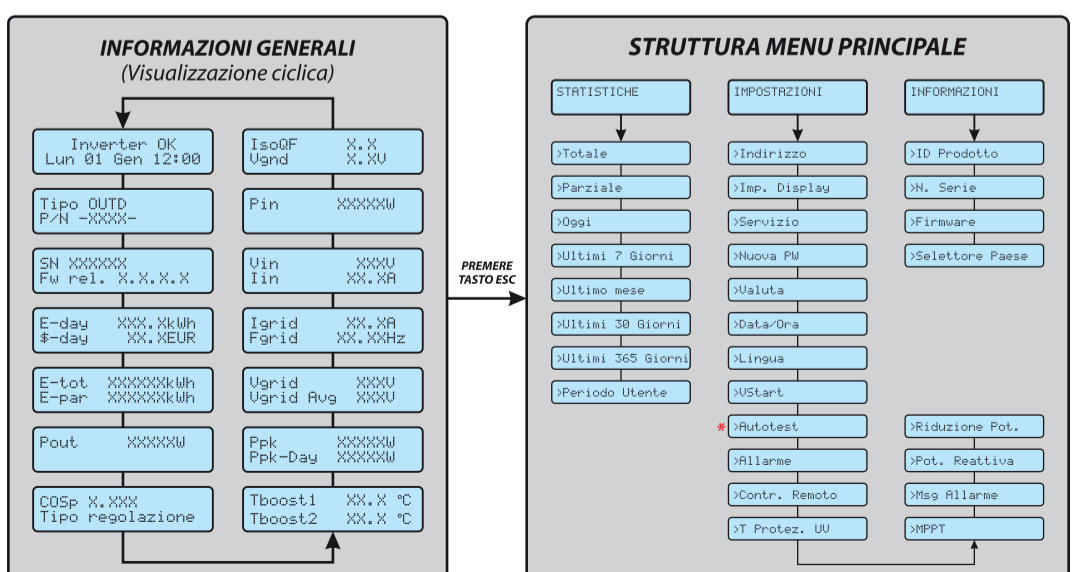 INFORMAZIONI GENERALI
(Visualizzazione ciclica)
Inverter OK
Lun 01 Gen 12:00
Tipo OUTD
P/N -XXXX-
SN XXXXXX
Fw rel. X.X.X.X
E-day XXX.XkWh
$-day XX.XEUR
E-tot XXXXXXkWh
E-par XXXXXXkWh
Pout XXXXXW
COSp X.XXX
Tipo regolazione
IsoQF X.X
Vgnd X.XV
Pin XXXXXW
Vin XXXV
Iin XX.XA
Igrid XX.XA
Fgrid XX.XXHz
Vgrid XXXV
Vgrid Avg XXXV
Ppk XXXXXW
Ppk-Day XXXXXW
Tboost1 XX.X °C
Tboost2 XX.X °C
PREMERE
TASTO ESC
STRUTTURA MENU PRINCIPALE
STATISTICHE
>Totale
>Parziale
>Oggi
>Ultimi 7 Giorni
>Ultimo mese
>Ultimi 30 Giorni
>Ultimi 365 Giorni
>Periodo Utente
IMPOSTAZIONI
>Indirizzo
>Imp. Display
>Servizio
>Nuova PW
>Valuta
>Data/Ora
>Lingua
>VStart
* >Autotest
>Allarme
>Contr. Remoto
>T Protez. UV
INFORMAZIONI
>ID Prodotto
>N. Serie
>Firmware
>Selettore Paese
>Riduzione Pot.
>Pot. Reattiva
>Msg Allarme
>MPPT